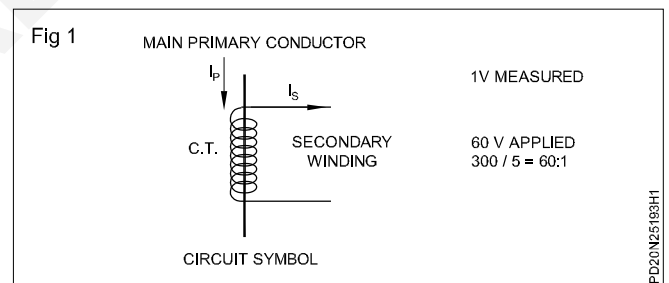 Fig 1
MAIN PRIMARY CONDUCTOR
IP
IS
1V MEASURED
C.T.
SECONDARY
WINDING
60 V APPLIED
300 / 5 = 60:1
CIRCUIT SYMBOL
PD20N25193H1